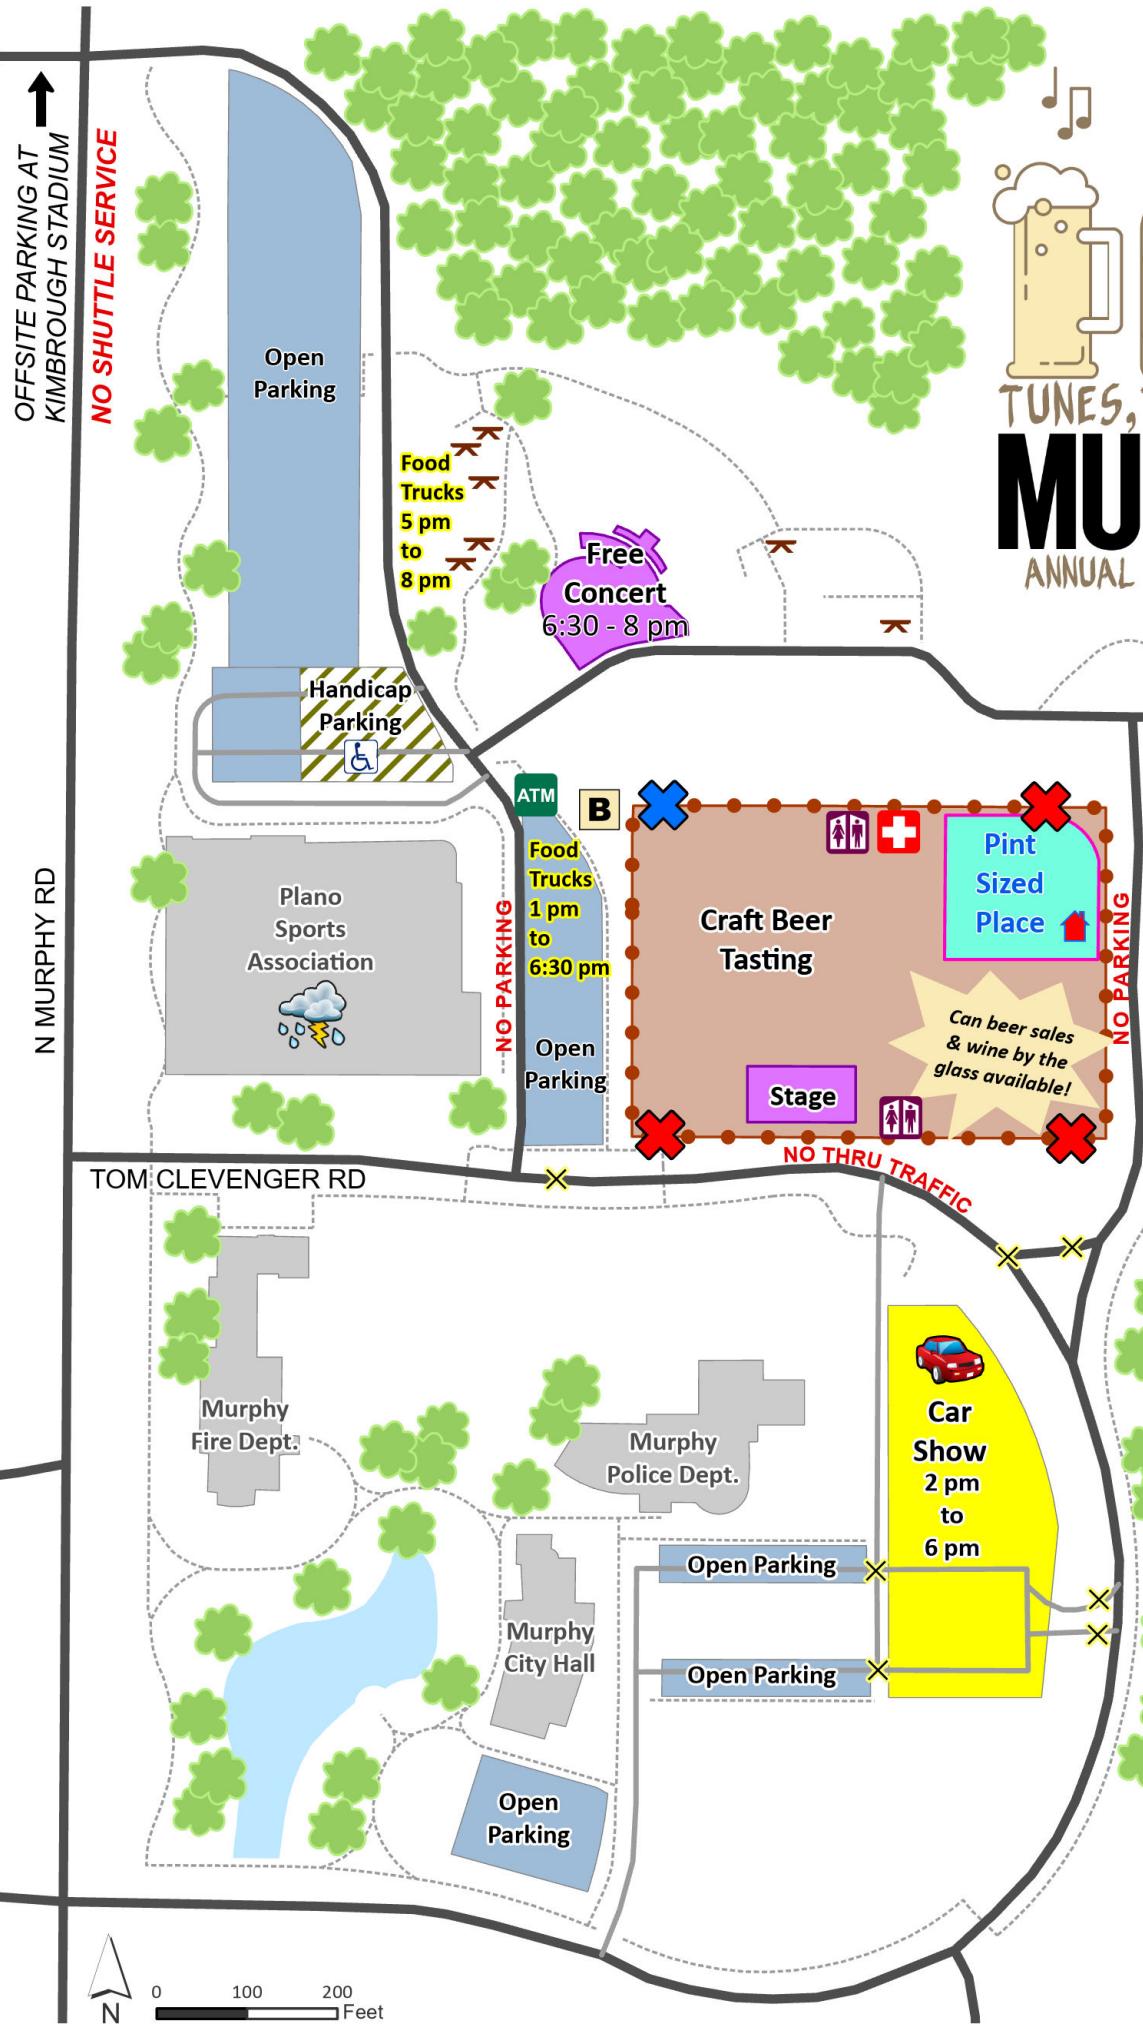 OFFSITE PARKING AT
KIMBROUGH STADIUM
NO SHUTTLE SERVICE
TUNES,
MU
ANNUAL
Open
Parking
Food
Trucks
5 pm
to
8 pm
Free
Concert
6:30 - 8 pm
Handicap
Parking
ATM
B
Food
Trucks
1 pm
to
6:30 pm
Open
Parking
NO PARKING
Pint
Sized
Place
Craft Beer
Tasting
NO PARKING
Can beer sales
& wine by the
glass available!
Stage
Plano
Sports
Association
N MURPHY RD
TOM CLEVENGER RD
NO THRU TRAFFIC
Murphy
Fire Dept.
Murphy
Police Dept.
Car
Show
2 pm
to
6 pm
Open Parking
Murphy
City Hall
Open Parking
Open
Parking
N
0 100 200
Feet